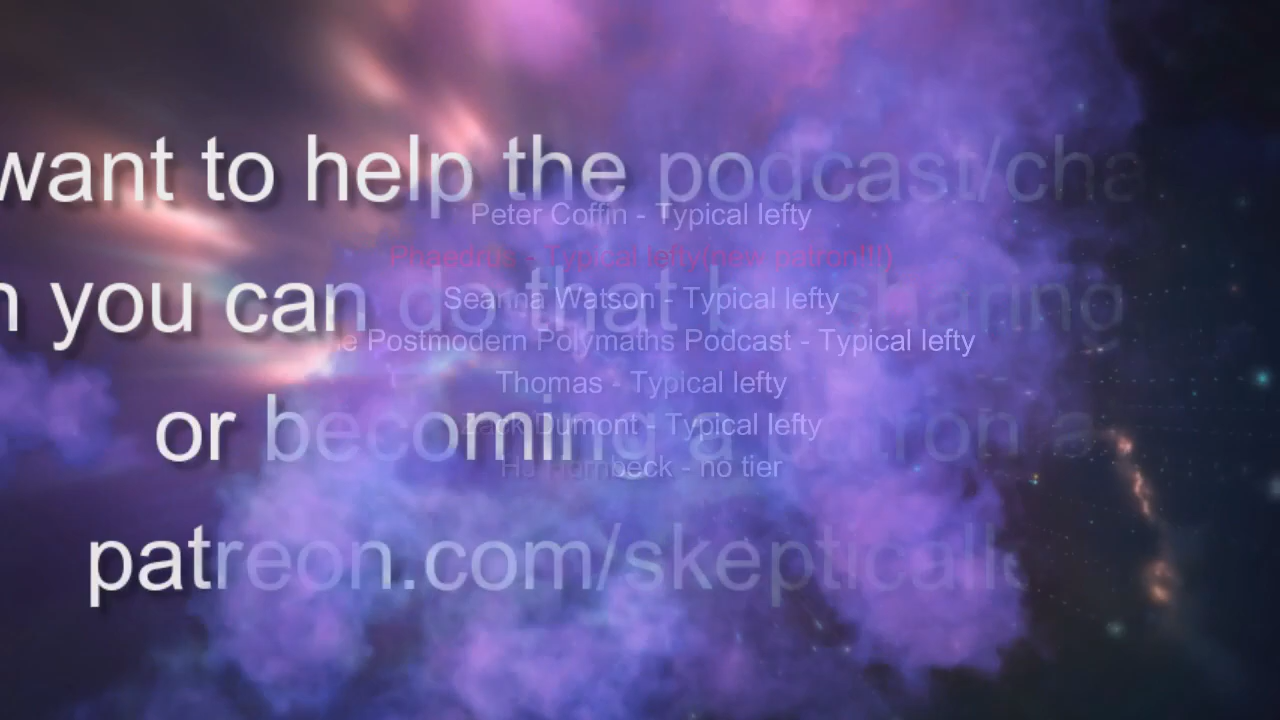 want to help the podcast/cha
Peter Coffin - Typical lefty
Phaedrus - Typical lefty(new patron!!!)
n you can do that by sharing
Seanna Watson - Typical lefty
e Postmodern Polymaths Podcast - Typical lefty
Thomas - Typical lefty
or becoming a patron a
Dumont - Typical lefty
Hornbeck - no tier
patreon.com/skepticall